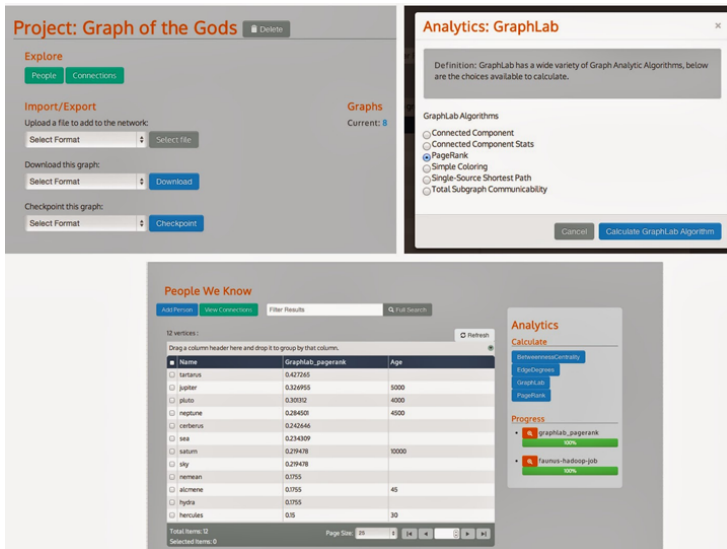 Project: Graph of the Gods
Delete
Explore
People
Connections
Import/Export
Upload a file to add to the network:
Select Format
Select file
Download this graph:
Select Format
Download
Checkpoint this graph:
Select Format
Checkpoint
Graphs
Current: 8
Analytics: GraphLab
×
Definition: GraphLab has a wide variety of Graph Analytic Algorithms, below
are the choices available to calculate.
GraphLab Algorithms
Connected Component
Connected Component Stats
PageRank
Simple Coloring
Single-Source Shortest Path
Total Subgraph Communicability
Cancel
Calculate GraphLab Algorithm
People We Know
Add Person
View Connections
Filter Results
Full Search
12 vertices :
Refresh
Drag a column header here and drop it to group by that column.
Name Graphlab_pagerank Age
tartarus 0.427265
jupiter 0.326955 5000
pluto 0.301312 4000
neptune 0.284501 4500
cerberus 0.242646
sea 0.234309
saturn 0.219478 10000
sky 0.219478
nemean 0.1755
alcmene 0.1755 45
hydra 0.1755
hercules 0.15 30
Total Items: 12
Selected Items: 0
Page Size: 25
Analytics
Calculate
BetweennessCentrality
EdgeDegrees
GraphLab
PageRank
Progress
graphlab_pagerank
100%
faunus-hadoop-job
100%